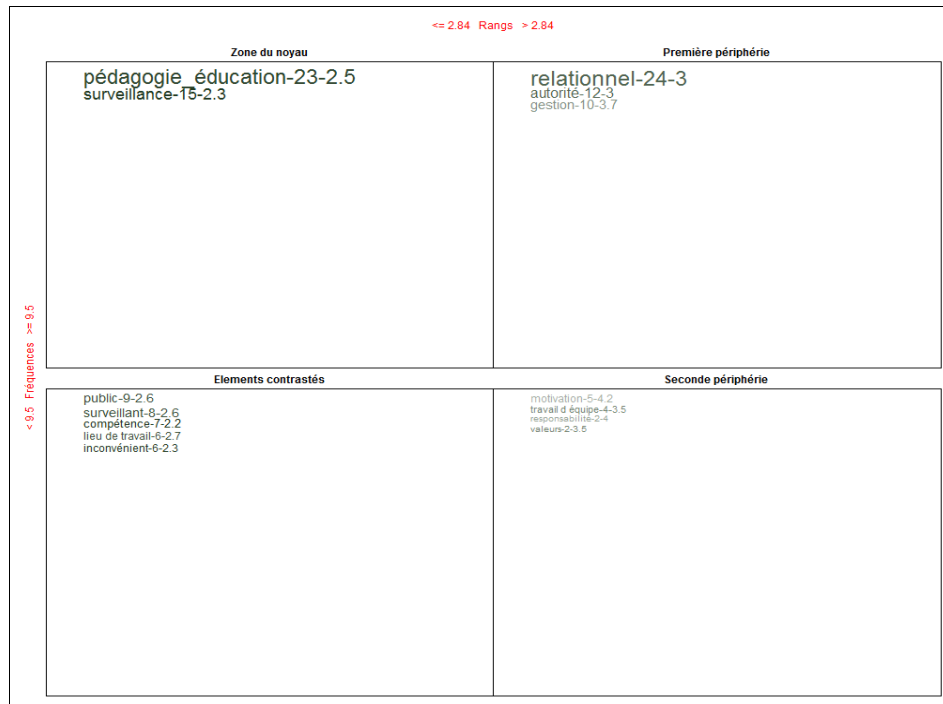 <= 2.84 Rangs > 2.84
Zone du noyau
pédagogie_éducation-23-2.5
surveillance-15-2.3
Première périphérie
relationnel-24-3
autorité-12-3
gestion-10-3.7
< 9.5 Fréquences >= 9.5
Elements contrastés
public-9-2.6
surveillant-8-2.6
compétence-7-2.2
lieu de travail-6-2.7
inconvénient-6-2.3
Seconde périphérie
motivation-5-4.2
travail d équipe-4-3.5
responsabilité-2-4
valeurs-2-3.5